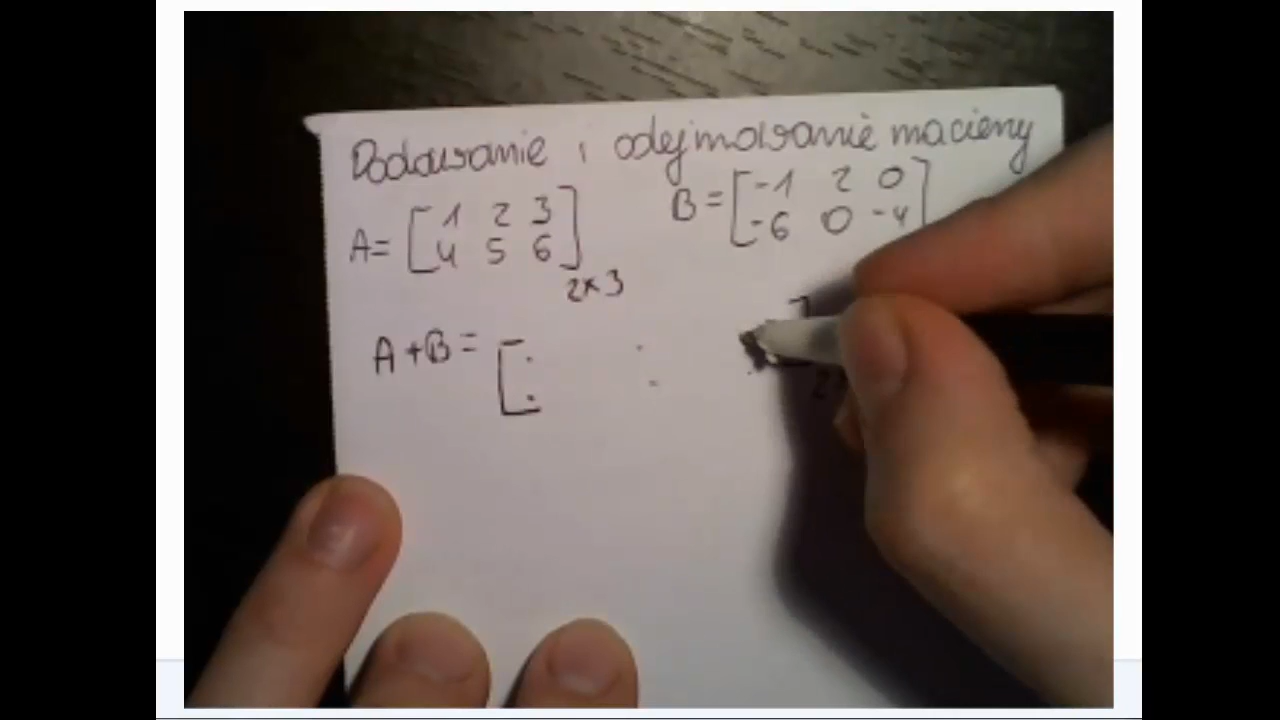 Dodawanie i odejmowanie macierzy
A = [ 1 2 3
4 5 6 ] 2x3
B = [ -1 2 0
-6 0 -4 ]
A + B = [ . . .
. . . ]